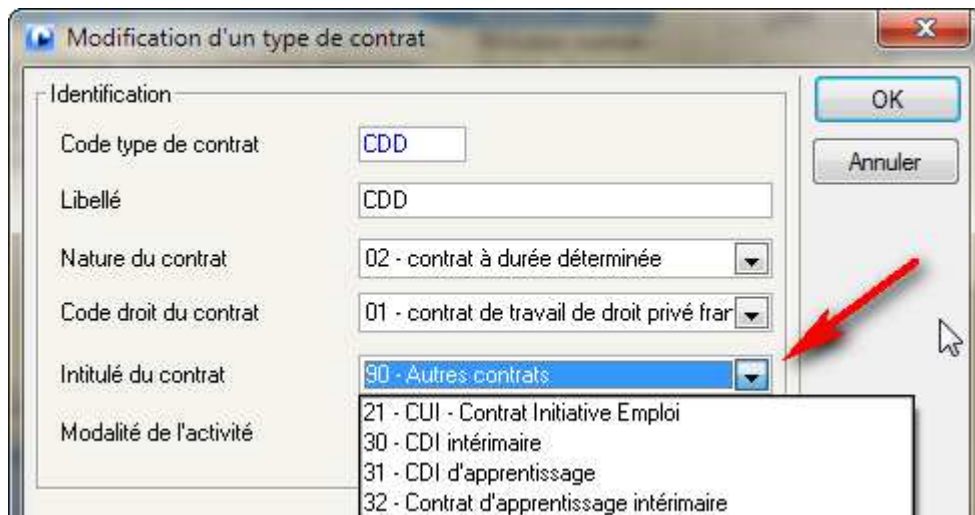 Modification d'un type de contrat
Identification
OK
Code type de contrat CDD
Annuler
Libellé CDD
Nature du contrat 02 - contrat à durée déterminée
Code droit du contrat 01 - contrat de travail de droit privé fran
Intitulé du contrat 90 - Autres contrats
21 - CUI - Contrat Initiative Emploi
Modalité de l'activité
30 - CDI intérimaire
31 - CDI d'apprentissage
32 - Contrat d'apprentissage intérimaire